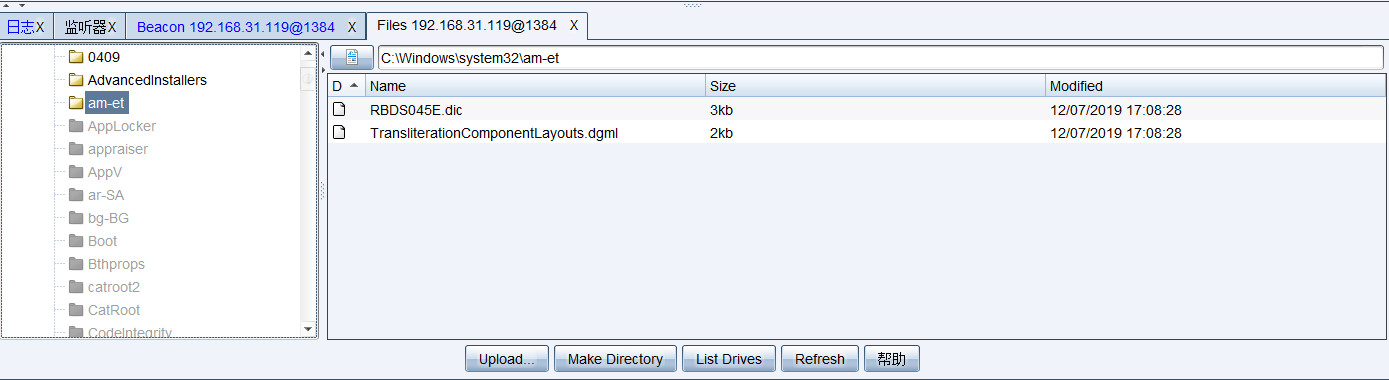 日志X 监听器X Beacon 192.168.31.119@1384 X Files 192.168.31.119@1384 X
C:\Windows\system32\am-et
0409
AdvancedInstallers
am-et
AppLocker
appraiser
AppV
ar-SA
bg-BG
Boot
Bthprops
catroot2
CatRoot
CodeIntegrity
D Name Size Modified
RBDS045E.dic 3kb 12/07/2019 17:08:28
TransliterationComponentLayouts.dgml 2kb 12/07/2019 17:08:28
Upload... Make Directory List Drives Refresh 帮助